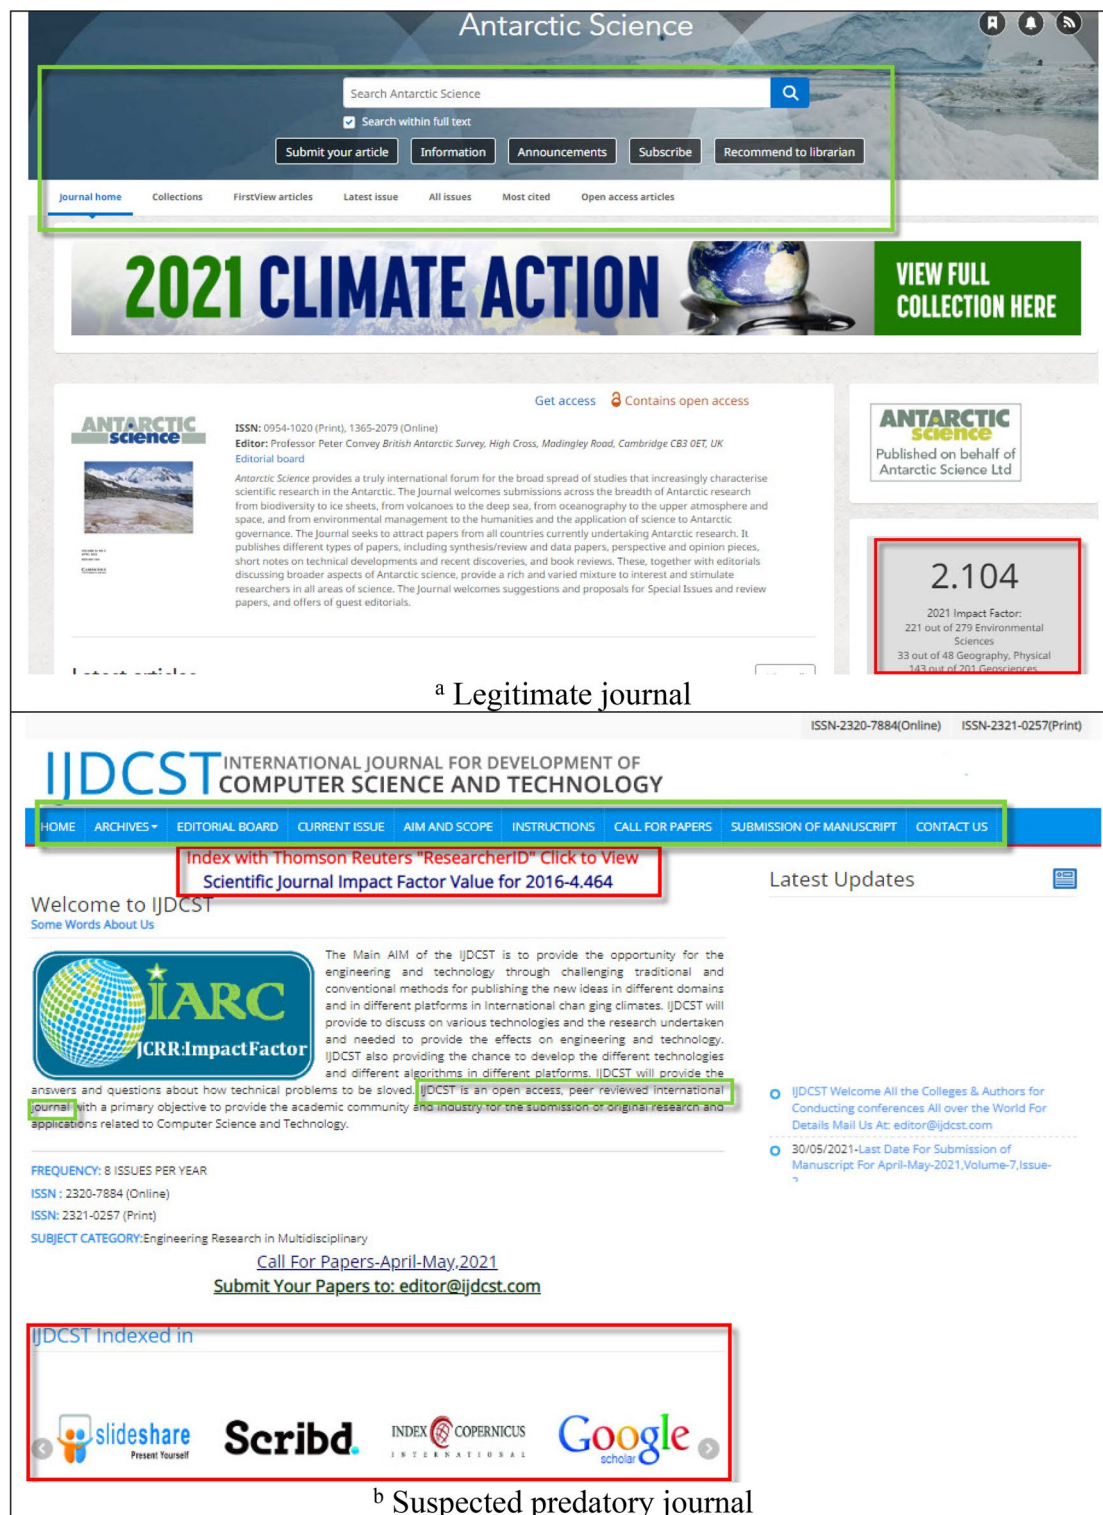 Antarctic Science
Search Antarctic Science
Search within full text
Submit your article Information Announcements Subscribe Recommend to librarian
Journal home Collections FirstView articles Latest issue All issues Most cited Open access articles
2021 CLIMATE ACTION
VIEW FULL
COLLECTION HERE
Get access Contains open access
ANTARCTIC
science
ISSN: 0954-1020 (Print), 1365-2079 (Online)
Editor: Professor Peter Convey British Antarctic Survey, High Cross, Madingley Road, Cambridge CB3 0ET, UK
Editorial board
Antarctic Science provides a truly international forum for the broad spread of studies that increasingly characterise
scientific research in the Antarctic. The Journal welcomes submissions across the breadth of Antarctic research
from biodiversity to ice sheets, from volcanoes to the deep sea, from oceanography to the upper atmosphere and
space, and from environmental management to the humanities and the application of science to Antarctic
governance. The Journal seeks to attract papers from all countries currently undertaking Antarctic research. It
publishes different types of papers, including synthesis/review and data papers, perspective and opinion pieces,
short notes on technical developments and recent discoveries, and book reviews. These, together with editorials
discussing broader aspects of Antarctic science, provide a rich and varied mixture to interest and stimulate
researchers in all areas of science. The Journal welcomes suggestions and proposals for Special Issues and review
papers, and offers of guest editorials.
ANTARCTIC
science
Published on behalf of
Antarctic Science Ltd
2.104
2021 Impact Factor:
221 out of 279 Environmental
Sciences
33 out of 48 Geography, Physical
143 out of 201 Geosciences
Latest articles
a Legitimate journal
ISSN-2320-7884(Online) ISSN-2321-0257(Print)
IJDCST INTERNATIONAL JOURNAL FOR DEVELOPMENT OF
COMPUTER SCIENCE AND TECHNOLOGY
HOME ARCHIVES EDITORIAL BOARD CURRENT ISSUE AIM AND SCOPE INSTRUCTIONS CALL FOR PAPERS SUBMISSION OF MANUSCRIPT CONTACT US
Index with Thomson Reuters "ResearcherID" Click to View
Scientific Journal Impact Factor Value for 2016-4.464
Welcome to IJDCST
Some Words About Us
IARC
JCRR:ImpactFactor
The Main AIM of the IJDCST is to provide the opportunity for the
engineering and technology through challenging traditional and
conventional methods for publishing the new ideas in different domains
and in different platforms in International chan ging climates. IJDCST will
provide to discuss on various technologies and the research undertaken
and needed to provide the effects on engineering and technology.
IJDCST also providing the chance to develop the different technologies
and different algorithms in different platforms. IJDCST will provide the
answers and questions about how technical problems to be sloved. IJDCST is an open access, peer reviewed international
journal with a primary objective to provide the academic community and industry for the submission of original research and
applications related to Computer Science and Technology.
FREQUENCY: 8 ISSUES PER YEAR
ISSN : 2320-7884 (Online)
ISSN: 2321-0257 (Print)
SUBJECT CATEGORY:Engineering Research in Multidisciplinary
Call For Papers-April-May,2021
Submit Your Papers to: editor@ijdcst.com
Latest Updates
IJDCST Welcome All the Colleges & Authors for
Conducting conferences All over the World For
Details Mail Us At: editor@ijdcst.com
30/05/2021-Last Date For Submission of
Manuscript For April-May-2021,Volume-7,Issue-
IJDCST Indexed in
slideshare
Present Yourself
Scribd.
INDEX COPERNICUS
INTERNATIONAL
Google
scholar
b Suspected predatory journal